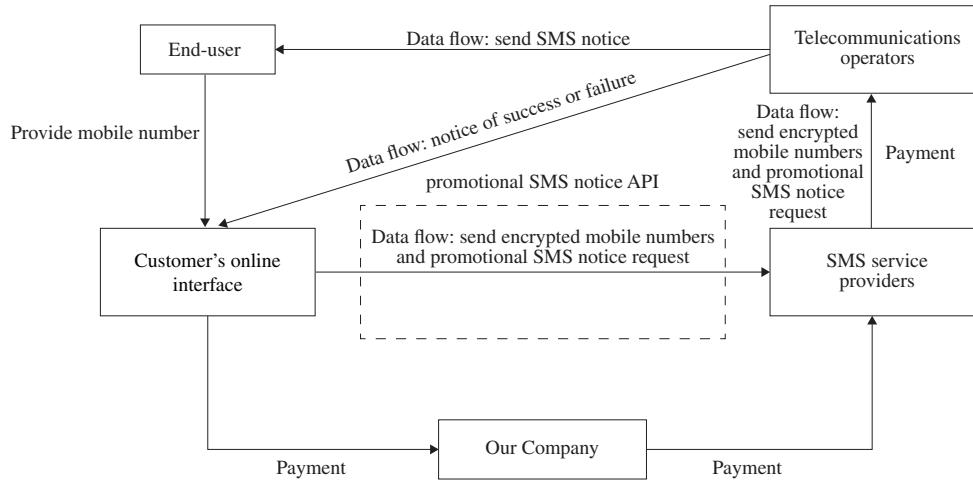 End-user
Data flow: send SMS notice
Telecommunications
operators
Provide mobile number
Data flow: notice of success or failure
Data flow:
send encrypted
mobile numbers
and promotional
SMS notice
request
Payment
promotional SMS notice API
Customer's online
interface
Data flow: send encrypted mobile numbers
and promotional SMS notice request
SMS service
providers
Our Company
Payment
Payment